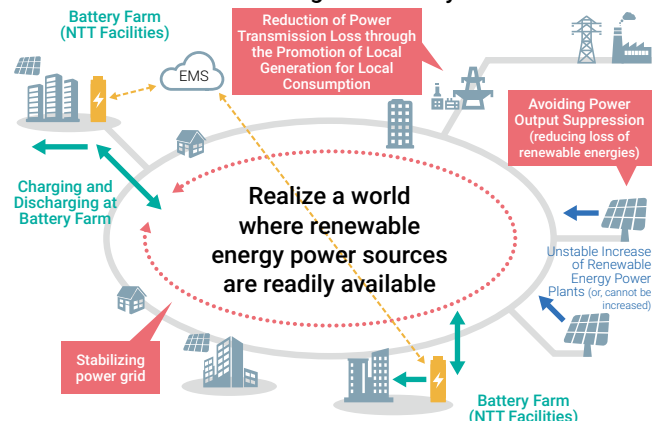 Battery Farm
(NTT Facilities)
EMS
Reduction of Power
Transmission Loss through
the Promotion of Local
Generation for Local
Consumption
Avoiding Power
Output Suppression
(reducing loss of
renewable energies)
Charging and
Discharging at
Battery Farm
Realize a world
where renewable
energy power sources
are readily available
Unstable Increase
of Renewable
Energy Power
Plants (or, cannot be
increased)
Stabilizing
power grid
Battery Farm
(NTT Facilities)